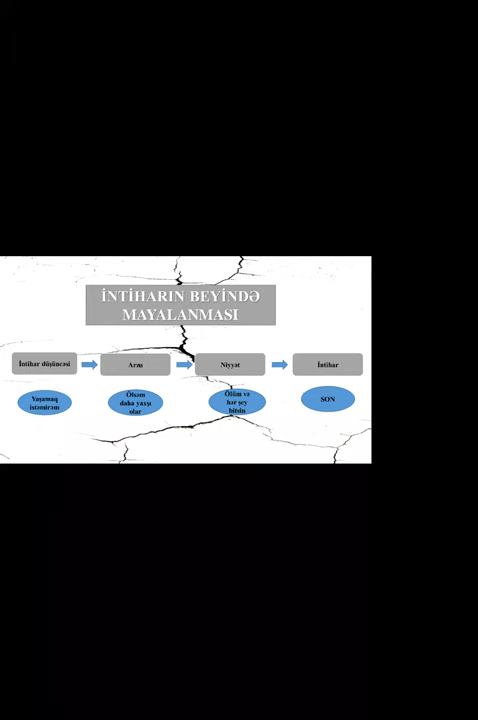 İNTİHARIN BEYİNDƏ
MAYALANMASI
İntihar düşüncəsi
Arzu
Niyyət
İntihar
Yaşamaq
istəmirəm
Ölsəm
daha yaxşı
olar
Ölüm və
hər şey
bitsin
SON